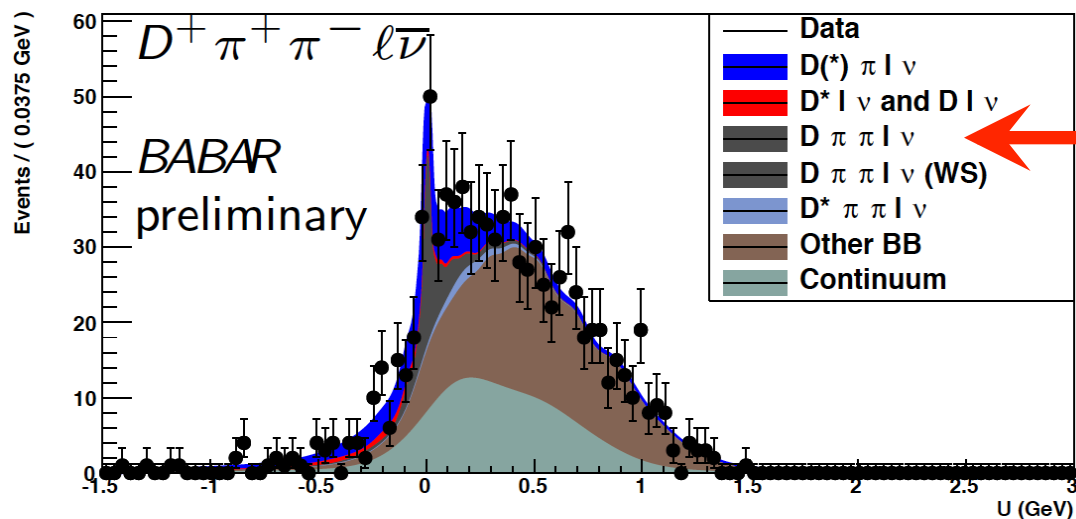 60
50
40
30
20
10
0
Events / ( 0.0375 GeV )
D⁺π⁺π⁻ℓν̅
BABAR
preliminary
Data
D(*) π l ν
D* l ν and D l ν
D π π l ν
D π π l ν (WS)
D* π π l ν
Other BB
Continuum
-1.5 -1 -0.5 0 0.5 1 1.5 2 2.5 3
U (GeV)